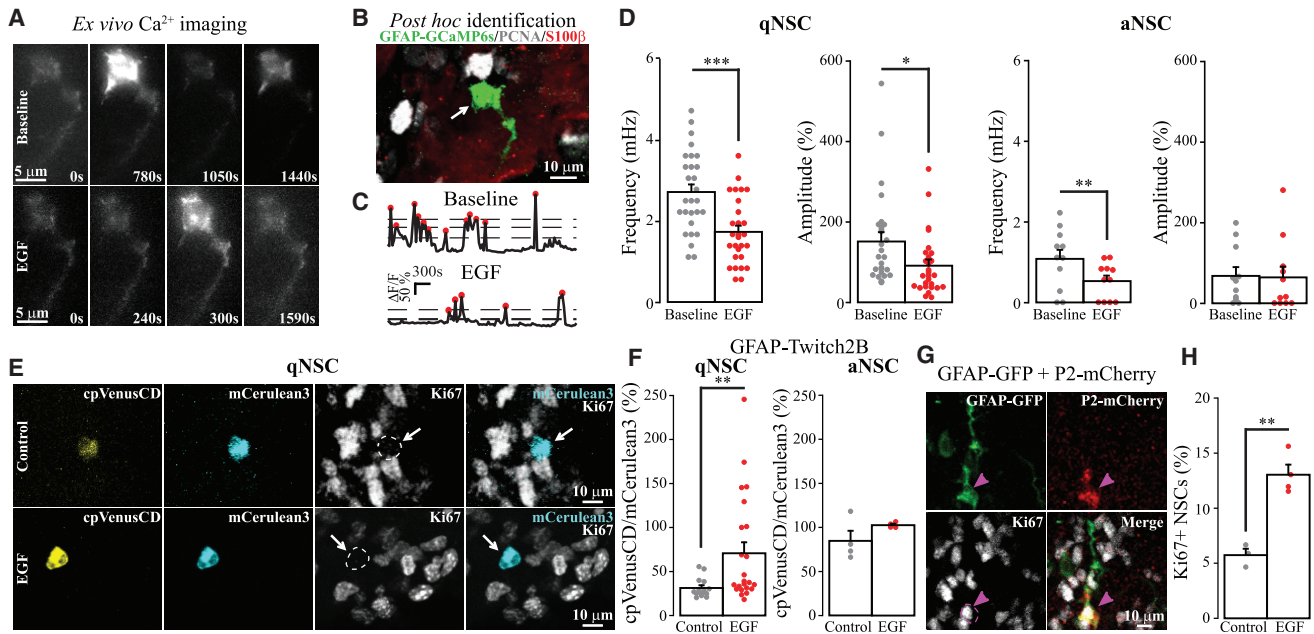 A
Ex vivo Ca²⁺ imaging
Baseline
5 µm
0s
780s
1050s
1440s
EGF
5 µm
0s
240s
300s
1590s
B
Post hoc identification
GFAP-GCaMP6s/PCNA/S100β
10 µm
C
Baseline
EGF
ΔF/F
50 %
300s
D
qNSC
aNSC
Frequency (mHz)
6
4
2
0
***
Baseline EGF
Amplitude (%)
600
400
200
0
*
Baseline EGF
Frequency (mHz)
6
4
2
0
**
Baseline EGF
Amplitude (%)
600
400
200
0
Baseline EGF
E
qNSC
Control
cpVenusCD
mCerulean3
Ki67
mCerulean3
Ki67
10 µm
EGF
cpVenusCD
mCerulean3
Ki67
mCerulean3
Ki67
10 µm
F
GFAP-Twitch2B
qNSC
aNSC
cpVenusCD/mCerulean3 (%)
250
200
150
100
50
0
**
Control EGF
cpVenusCD/mCerulean3 (%)
250
200
150
100
50
0
Control EGF
G
GFAP-GFP + P2-mCherry
GFAP-GFP
P2-mCherry
Ki67
Merge
10 µm
H
Ki67+ NSCs (%)
20
15
10
5
0
**
Control EGF